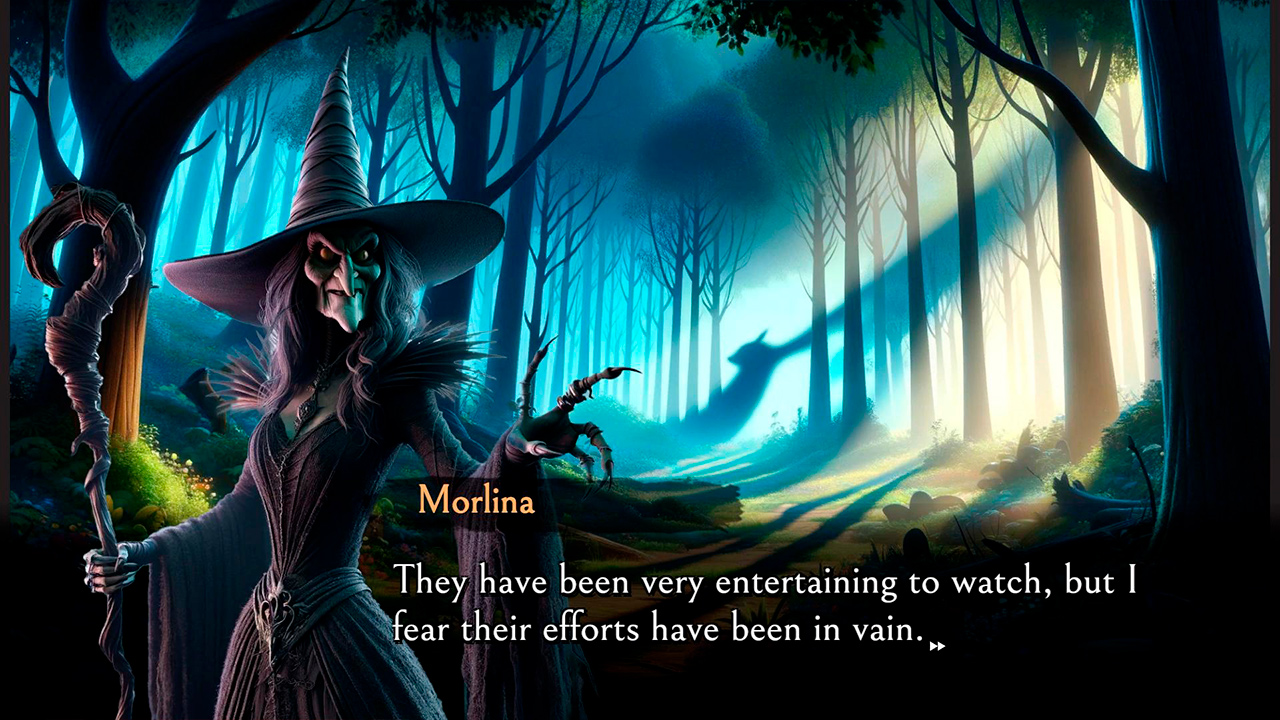 Morlina
They have been very entertaining to watch, but I
fear their efforts have been in vain.